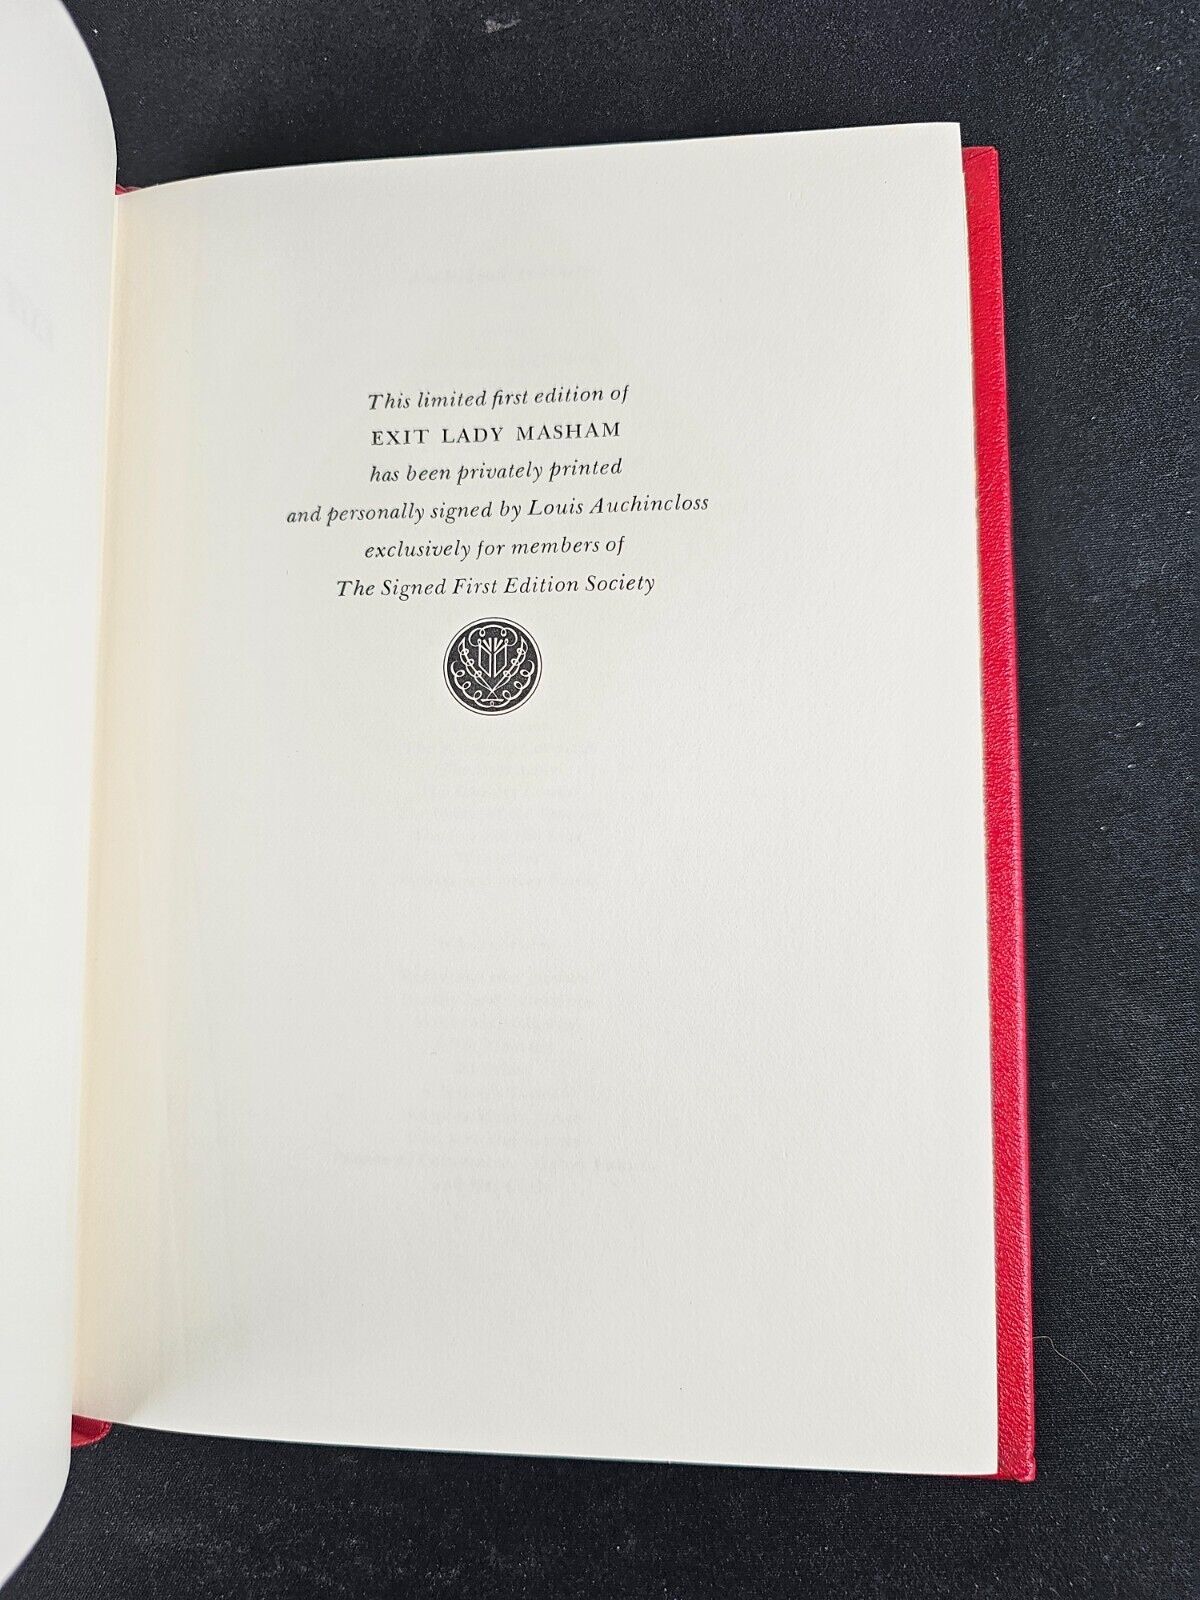 This limited first edition of
EXIT LADY MASHAM
has been privately printed
and personally signed by Louis Auchincloss
exclusively for members of
The Signed First Edition Society